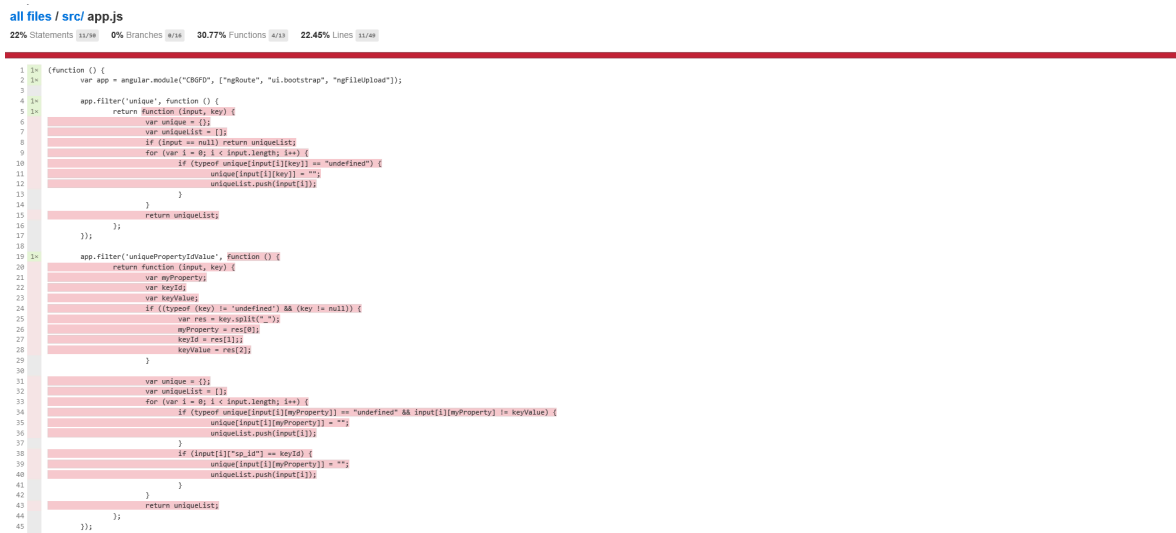 all files / src/ app.js
22% Statements 11/50 0% Branches 0/16 30.77% Functions 4/13 22.45% Lines 11/49
1 1× (function () {
2 1× var app = angular.module("CBGFD", ["ngRoute", "ui.bootstrap", "ngFileUpload"]);
3
4 1× app.filter('unique', function () {
5 1× return function (input, key) {
6 var unique = {};
7 var uniqueList = [];
8 if (input == null) return uniqueList;
9 for (var i = 0; i < input.length; i++) {
10 if (typeof unique[input[i][key]] == "undefined") {
11 unique[input[i][key]] = "";
12 uniqueList.push(input[i]);
13 }
14 }
15 return uniqueList;
16 };
17 });
18
19 1× app.filter('uniquePropertyIdValue', function () {
20 return function (input, key) {
21 var myProperty;
22 var keyId;
23 var keyValue;
24 if ((typeof (key) != 'undefined') && (key != null)) {
25 var res = key.split("_");
26 myProperty = res[0];
27 keyId = res[1];;
28 keyValue = res[2];
29 }
30
31 var unique = {};
32 var uniqueList = [];
33 for (var i = 0; i < input.length; i++) {
34 if (typeof unique[input[i][myProperty]] == "undefined" && input[i][myProperty] != keyValue) {
35 unique[input[i][myProperty]] = "";
36 uniqueList.push(input[i]);
37 }
38 if (input[i]["sp_id"] == keyId) {
39 unique[input[i][myProperty]] = "";
40 uniqueList.push(input[i]);
41 }
42 }
43 return uniqueList;
44 };
45 });